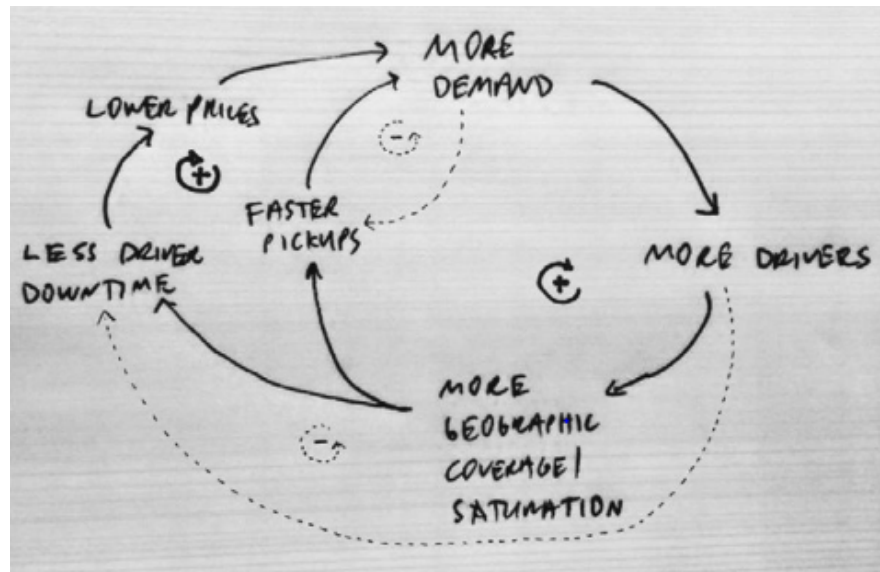 MORE
DEMAND
LOWER PRICES
-
+
FASTER
PICKUPS
LESS DRIVER
DOWNTIME
MORE DRIVERS
+
MORE
GEOGRAPHIC
COVERAGE/
SATURATION
-